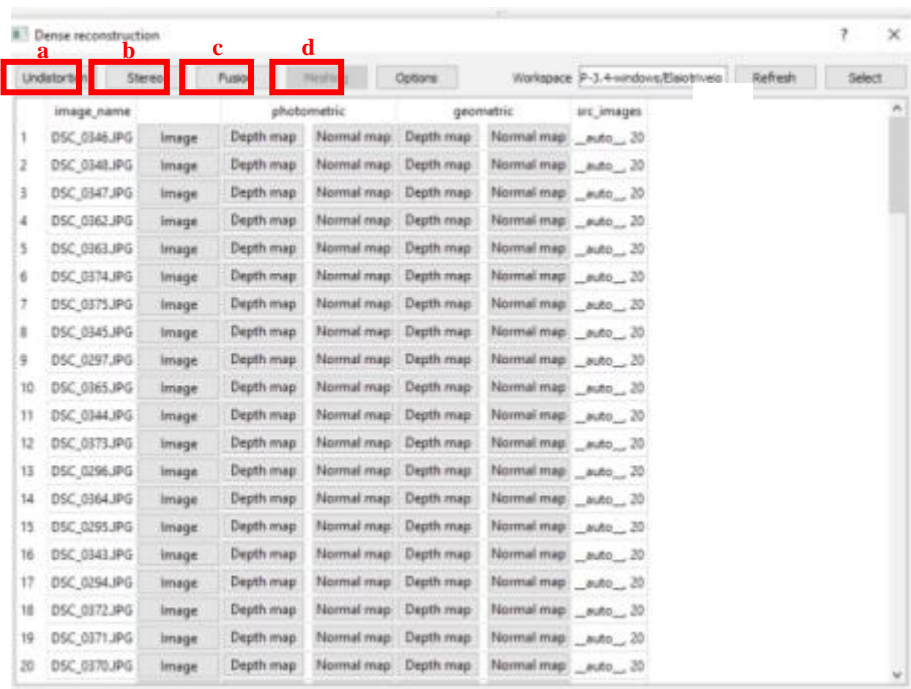 Dense reconstruction ? ×
a b c d
Undistortion Stereo Fusion Meshing Options Workspace P-3.4-windows/Elaiotriveio Refresh Select
image_name photometric geometric src_images
1 DSC_0346.JPG Image Depth map Normal map Depth map Normal map __auto__, 20
2 DSC_0348.JPG Image Depth map Normal map Depth map Normal map __auto__, 20
3 DSC_0347.JPG Image Depth map Normal map Depth map Normal map __auto__, 20
4 DSC_0362.JPG Image Depth map Normal map Depth map Normal map __auto__, 20
5 DSC_0363.JPG Image Depth map Normal map Depth map Normal map __auto__, 20
6 DSC_0374.JPG Image Depth map Normal map Depth map Normal map __auto__, 20
7 DSC_0375.JPG Image Depth map Normal map Depth map Normal map __auto__, 20
8 DSC_0345.JPG Image Depth map Normal map Depth map Normal map __auto__, 20
9 DSC_0297.JPG Image Depth map Normal map Depth map Normal map __auto__, 20
10 DSC_0365.JPG Image Depth map Normal map Depth map Normal map __auto__, 20
11 DSC_0344.JPG Image Depth map Normal map Depth map Normal map __auto__, 20
12 DSC_0373.JPG Image Depth map Normal map Depth map Normal map __auto__, 20
13 DSC_0296.JPG Image Depth map Normal map Depth map Normal map __auto__, 20
14 DSC_0364.JPG Image Depth map Normal map Depth map Normal map __auto__, 20
15 DSC_0295.JPG Image Depth map Normal map Depth map Normal map __auto__, 20
16 DSC_0343.JPG Image Depth map Normal map Depth map Normal map __auto__, 20
17 DSC_0294.JPG Image Depth map Normal map Depth map Normal map __auto__, 20
18 DSC_0372.JPG Image Depth map Normal map Depth map Normal map __auto__, 20
19 DSC_0371.JPG Image Depth map Normal map Depth map Normal map __auto__, 20
20 DSC_0370.JPG Image Depth map Normal map Depth map Normal map __auto__, 20